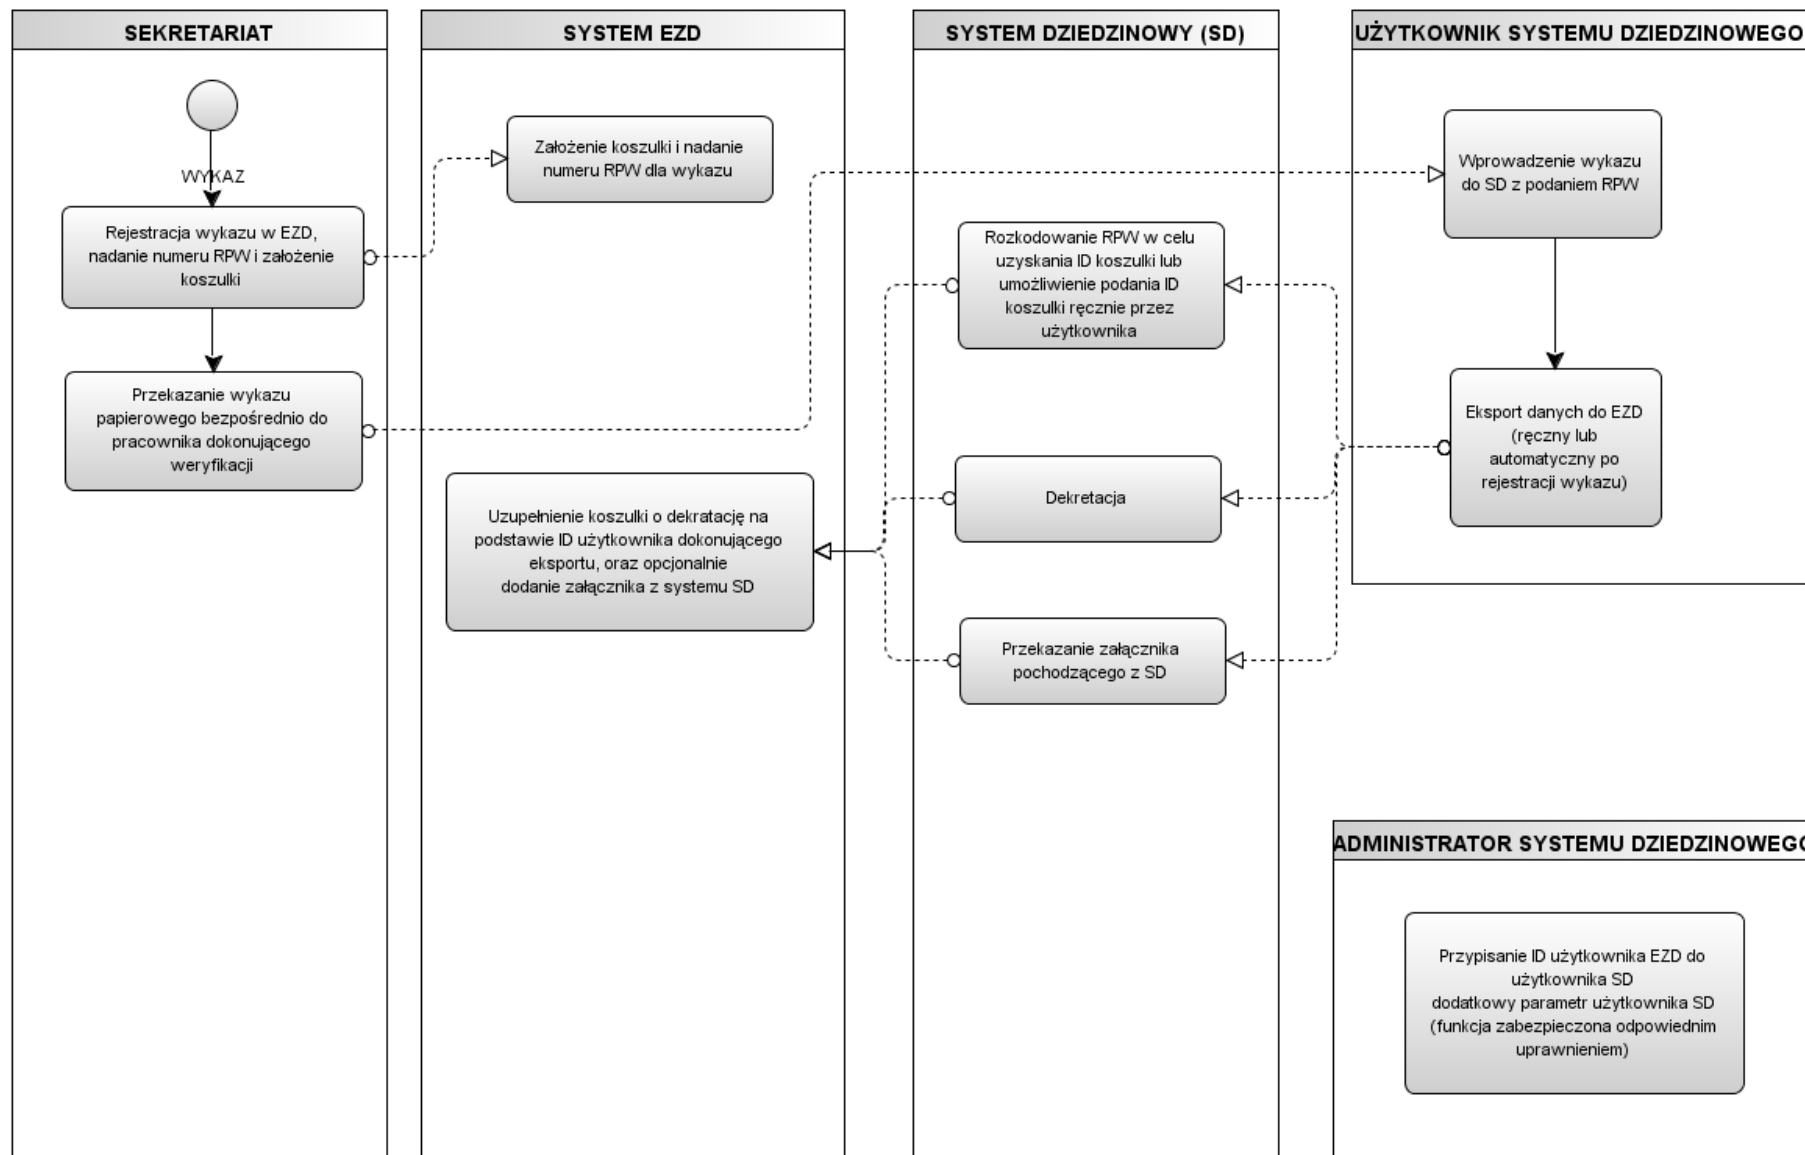 SEKRETARIAT
WYKAZ
Rejestracja wykazu w EZD,
nadanie numeru RPW i założenie
koszulki
Przekazanie wykazu
papierowego bezpośrednio do
pracownika dokonującego
weryfikacji
SYSTEM EZD
Założenie koszulki i nadanie
numeru RPW dla wykazu
Uzupełnienie koszulki o dekratację na
podstawie ID użytkownika dokonującego
eksportu, oraz opcjonalnie
dodanie załącznika z systemu SD
SYSTEM DZIEDZINOWY (SD)
Rozkodowanie RPW w celu
uzyskania ID koszulki lub
umożliwienie podania ID
koszulki ręcznie przez
użytkownika
Dekretacja
Przekazanie załącznika
pochodzącego z SD
UŻYTKOWNIK SYSTEMU DZIEDZINOWEGO
Wprowadzenie wykazu
do SD z podaniem RPW
Eksport danych do EZD
(ręczny lub
automatyczny po
rejestracji wykazu)
ADMINISTRATOR SYSTEMU DZIEDZINOWEGO
Przypisanie ID użytkownika EZD do
użytkownika SD
dodatkowy parametr użytkownika SD
(funkcja zabezpieczona odpowiednim
uprawnieniem)